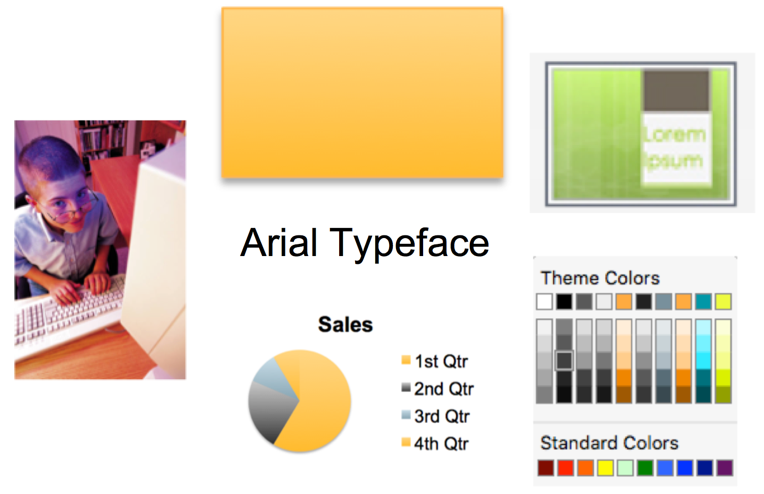 Lorem
Ipsum
Arial Typeface
Theme Colors
Sales
1st Qtr
2nd Qtr
3rd Qtr
4th Qtr
Standard Colors